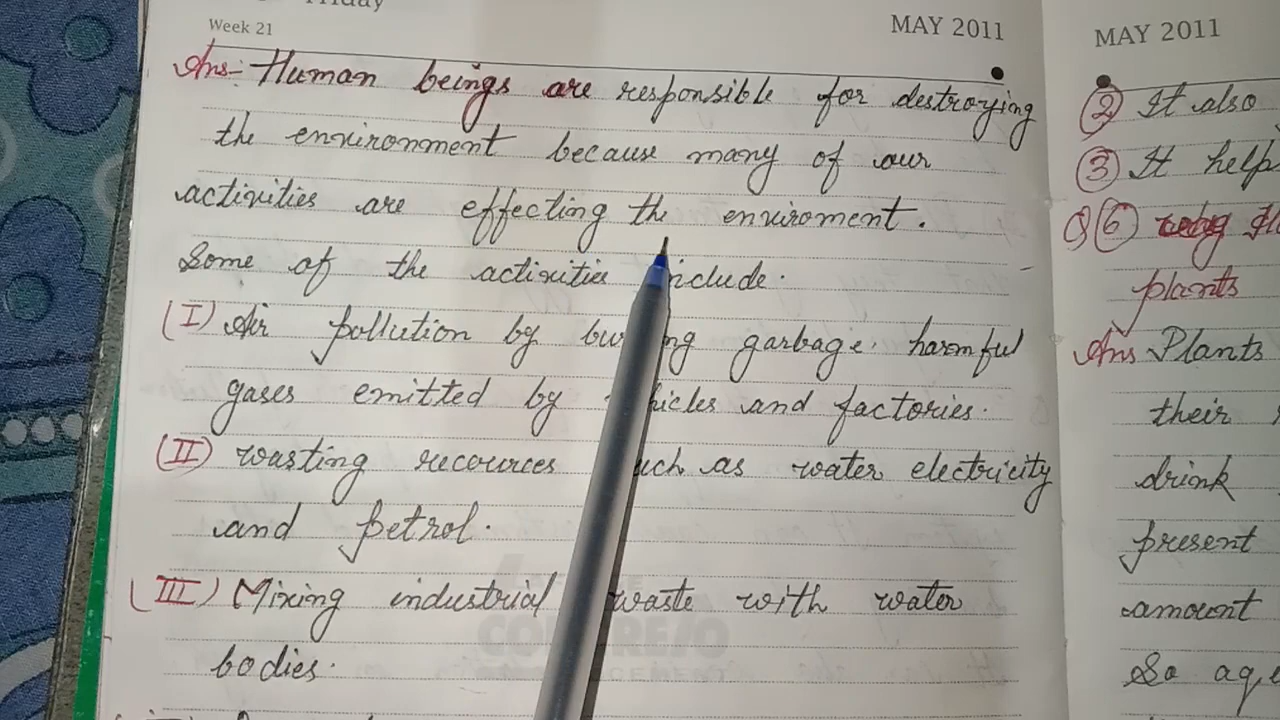 Friday
Week 21
MAY 2011
Ans:- Human beings are responsible for destroying
the environment because many of our
activities are effecting the enviroment.
Some of the activities include.
(I) Air pollution by burning garbage. harmful
gases emitted by vehicles and factories.
(II) wasting recources such as water electricity
and petrol.
(III) Mixing industrial waste with water
bodies.
MAY 2011
② It also
③ It help
Q ⑥
plants
Ans Plants
their
drink
present
amount
So age